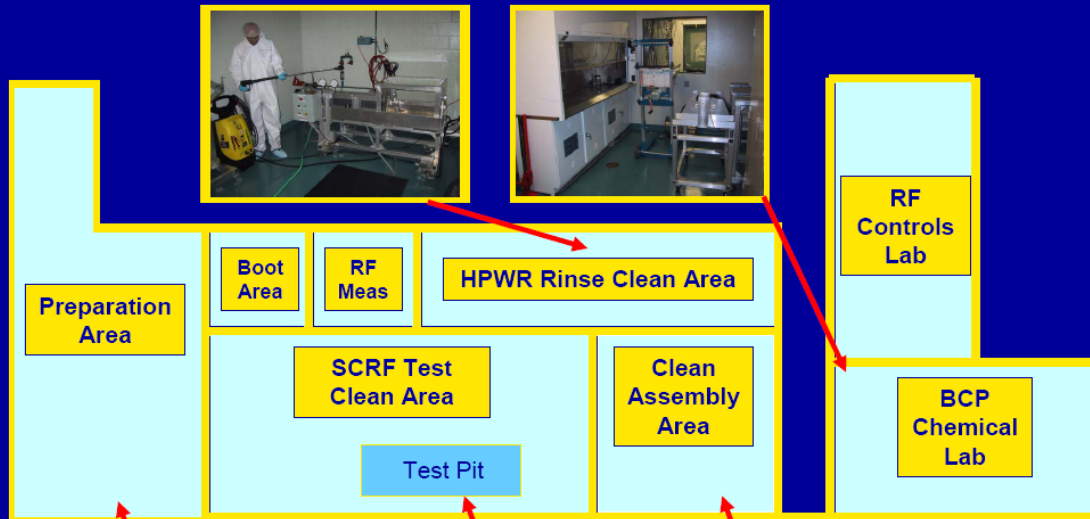 RF
Controls
Lab
Boot
Area
RF
Meas
HPWR Rinse Clean Area
Preparation
Area
SCRF Test
Clean Area
Clean
Assembly
Area
BCP
Chemical
Lab
Test Pit